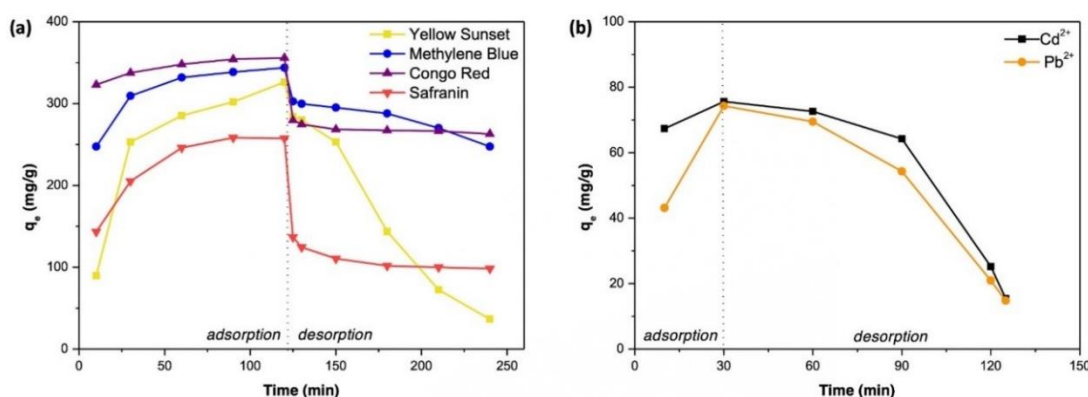 (a)
400
300
200
100
0
qe (mg/g)
0
50
100
150
200
250
Time (min)
Yellow Sunset
Methylene Blue
Congo Red
Safranin
adsorption
desorption
(b)
100
80
60
40
20
0
qe (mg/g)
0
30
60
90
120
150
Time (min)
Cd²⁺
Pb²⁺
adsorption
desorption